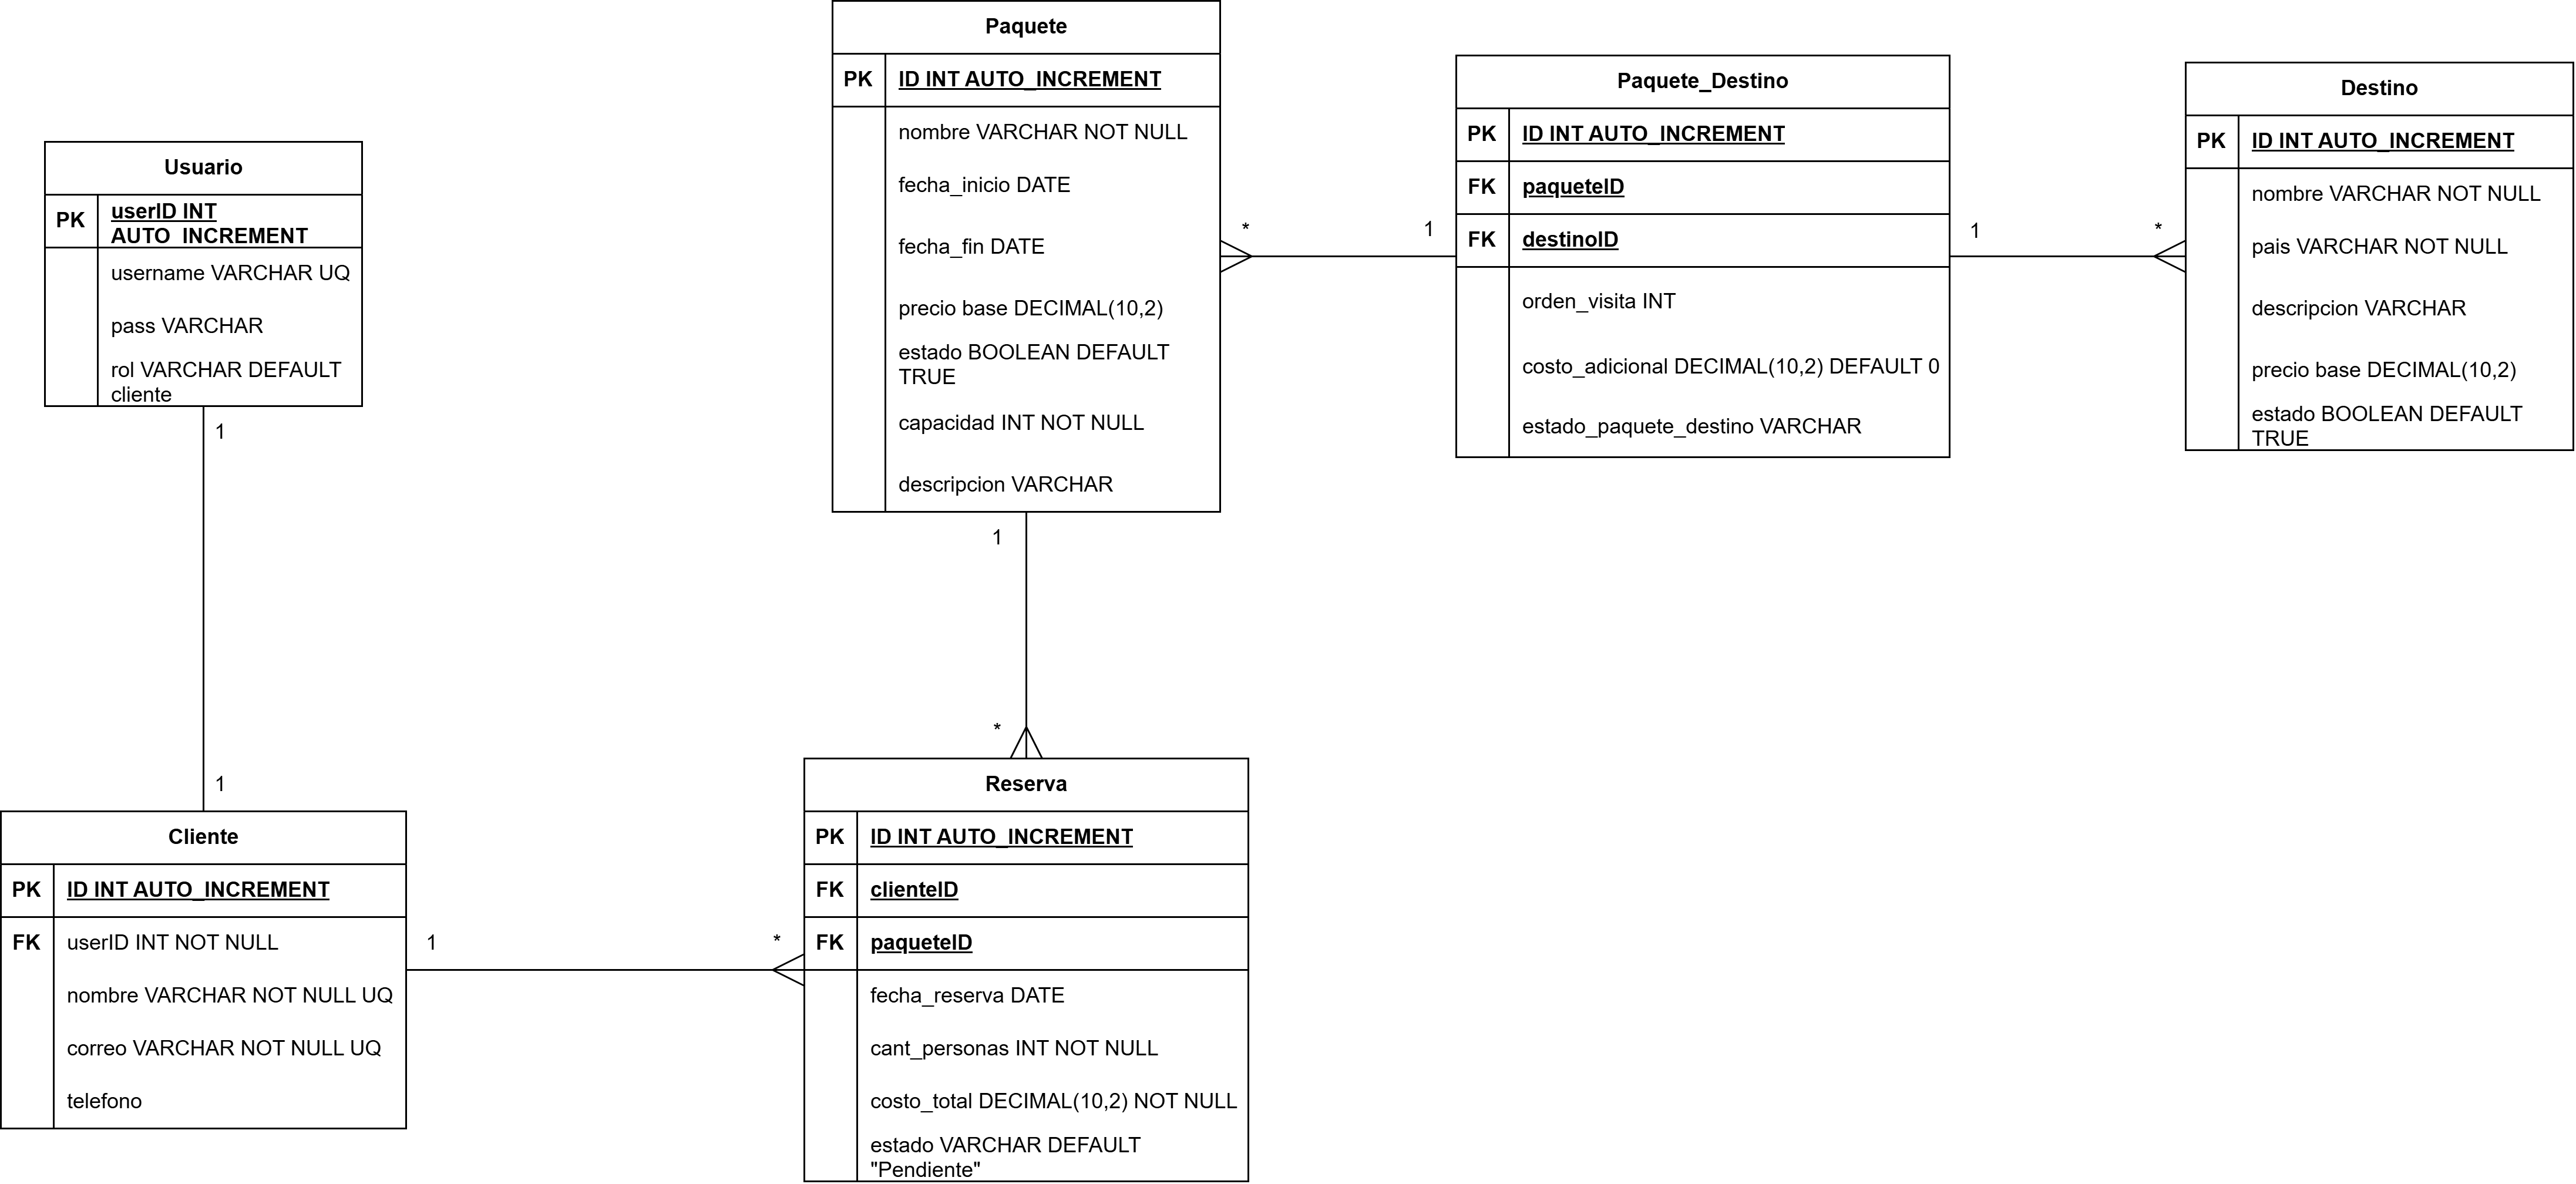 Usuario
PK
userID INT
AUTO_INCREMENT
username VARCHAR UQ
pass VARCHAR
rol VARCHAR DEFAULT
cliente
1
1
Cliente
PK
ID INT AUTO_INCREMENT
FK
userID INT NOT NULL
nombre VARCHAR NOT NULL UQ
correo VARCHAR NOT NULL UQ
telefono
1
*
Paquete
PK
ID INT AUTO_INCREMENT
nombre VARCHAR NOT NULL
fecha_inicio DATE
fecha_fin DATE
precio base DECIMAL(10,2)
estado BOOLEAN DEFAULT
TRUE
capacidad INT NOT NULL
descripcion VARCHAR
1
*
Reserva
PK
ID INT AUTO_INCREMENT
FK
clienteID
FK
paqueteID
fecha_reserva DATE
cant_personas INT NOT NULL
costo_total DECIMAL(10,2) NOT NULL
estado VARCHAR DEFAULT
"Pendiente"
*
1
Paquete_Destino
PK
ID INT AUTO_INCREMENT
FK
paqueteID
FK
destinoID
orden_visita INT
costo_adicional DECIMAL(10,2) DEFAULT 0
estado_paquete_destino VARCHAR
1
*
Destino
PK
ID INT AUTO_INCREMENT
nombre VARCHAR NOT NULL
pais VARCHAR NOT NULL
descripcion VARCHAR
precio base DECIMAL(10,2)
estado BOOLEAN DEFAULT
TRUE